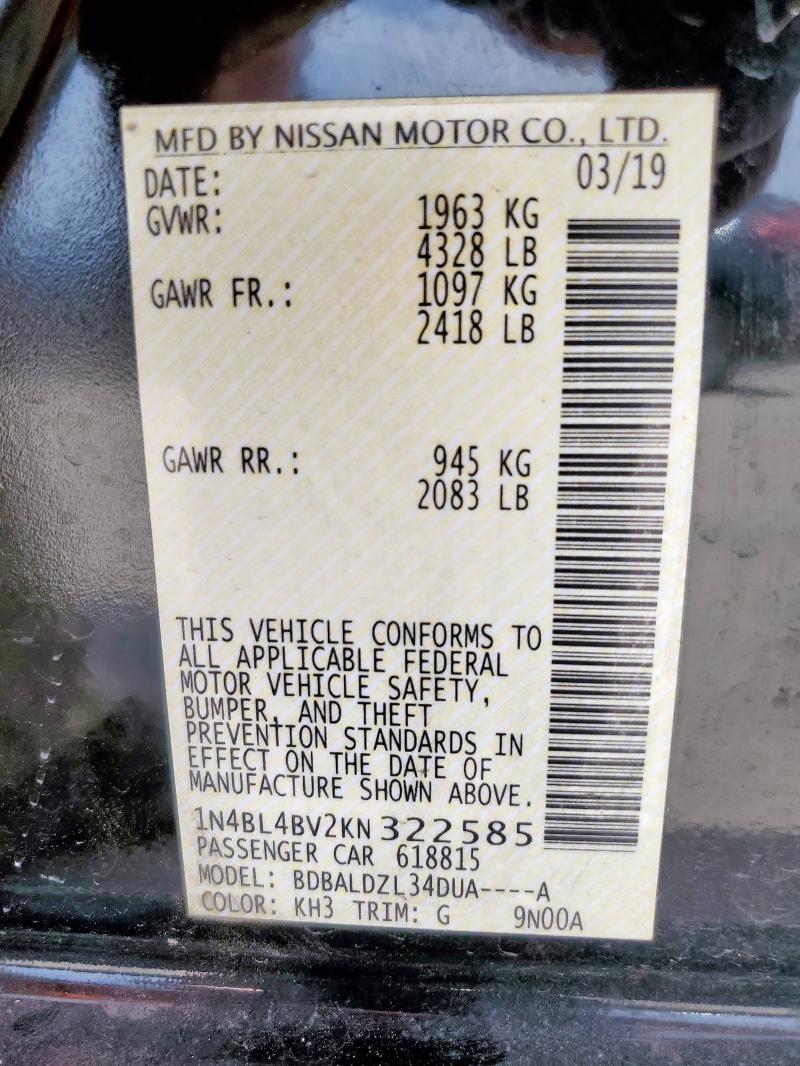 MFD BY NISSAN MOTOR CO., LTD.
DATE: 03/19
GVWR: 1963 KG
4328 LB
GAWR FR.: 1097 KG
2418 LB
GAWR RR.: 945 KG
2083 LB
THIS VEHICLE CONFORMS TO
ALL APPLICABLE FEDERAL
MOTOR VEHICLE SAFETY,
BUMPER, AND THEFT
PREVENTION STANDARDS IN
EFFECT ON THE DATE OF
MANUFACTURE SHOWN ABOVE.
1N4BL4BV2KN322585
PASSENGER CAR 618815
MODEL: BDBALDZL34DUA----A
COLOR: KH3 TRIM: G 9N00A